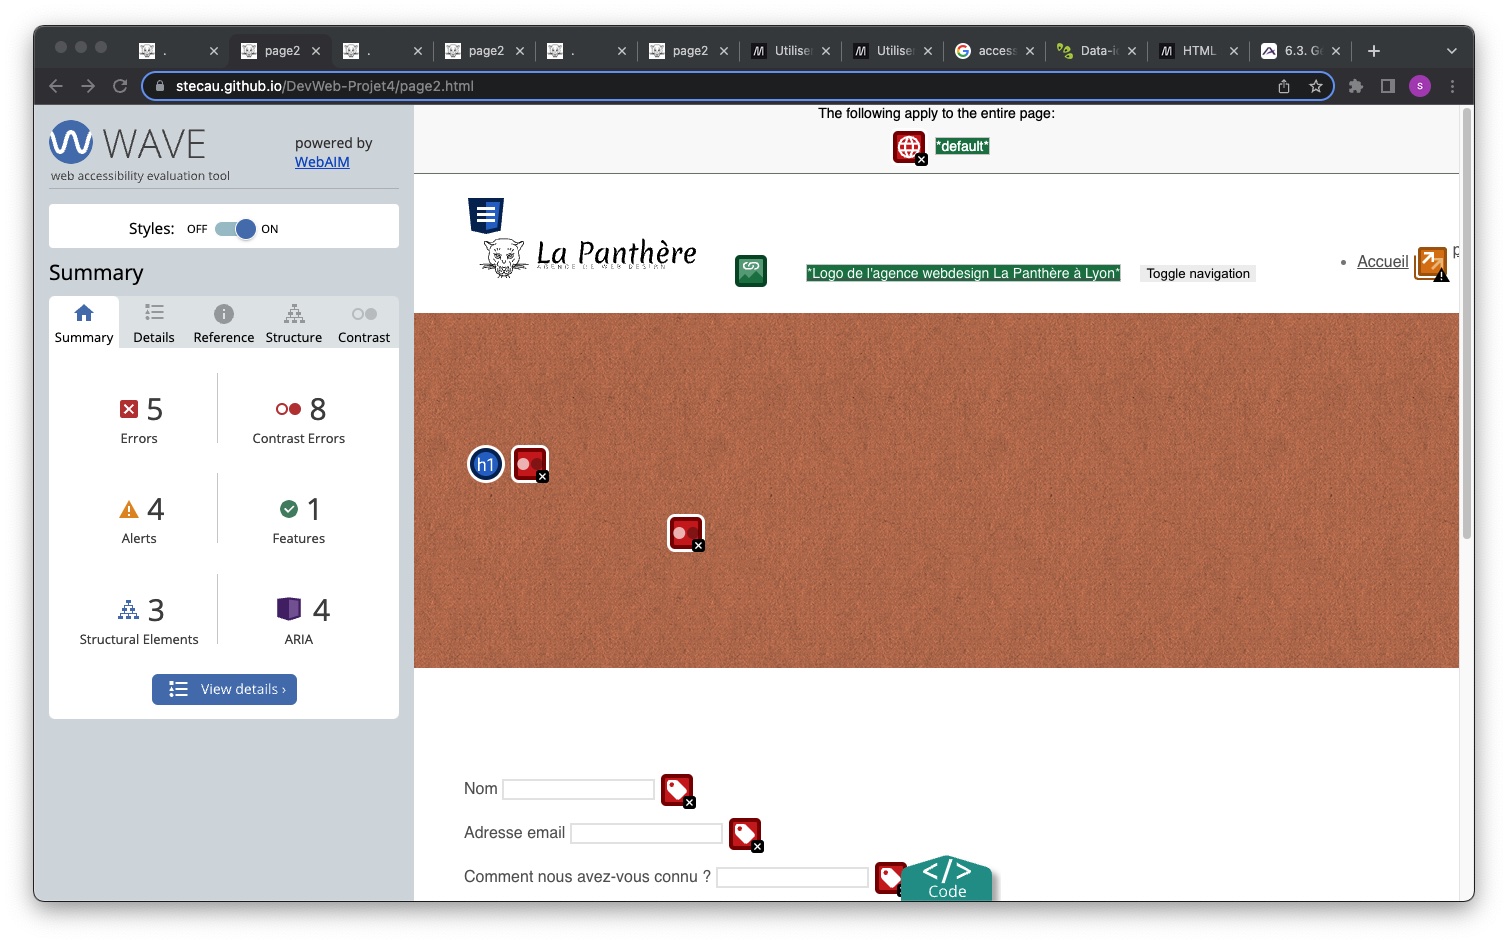 .
page2
.
page2
.
page2
Utilise
Utilise
access
Data-i
HTML
6.3. G
stecau.github.io/DevWeb-Projet4/page2.html
s
WAVE
web accessibility evaluation tool
powered by
WebAIM
Styles: OFF ON
Summary
Summary
Details
Reference
Structure
Contrast
5
Errors
8
Contrast Errors
4
Alerts
1
Features
3
Structural Elements
4
ARIA
View details ›
The following apply to the entire page:
*default*
La Panthère
AGENCE DE WEB DESIGN
*Logo de l'agence webdesign La Panthère à Lyon*
Toggle navigation
Accueil
h1
Nom
Adresse email
Comment nous avez-vous connu ?
</>
Code